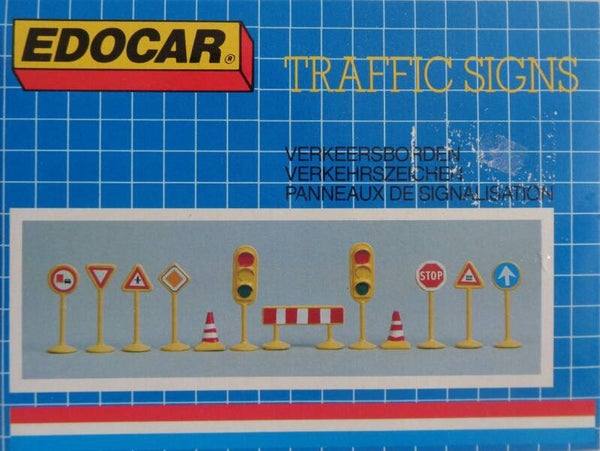 EDOCAR®
TRAFFIC SIGNS
VERKEERSBORDEN
VERKEHRSZEICHEN
PANNEAUX DE SIGNALISATION
STOP